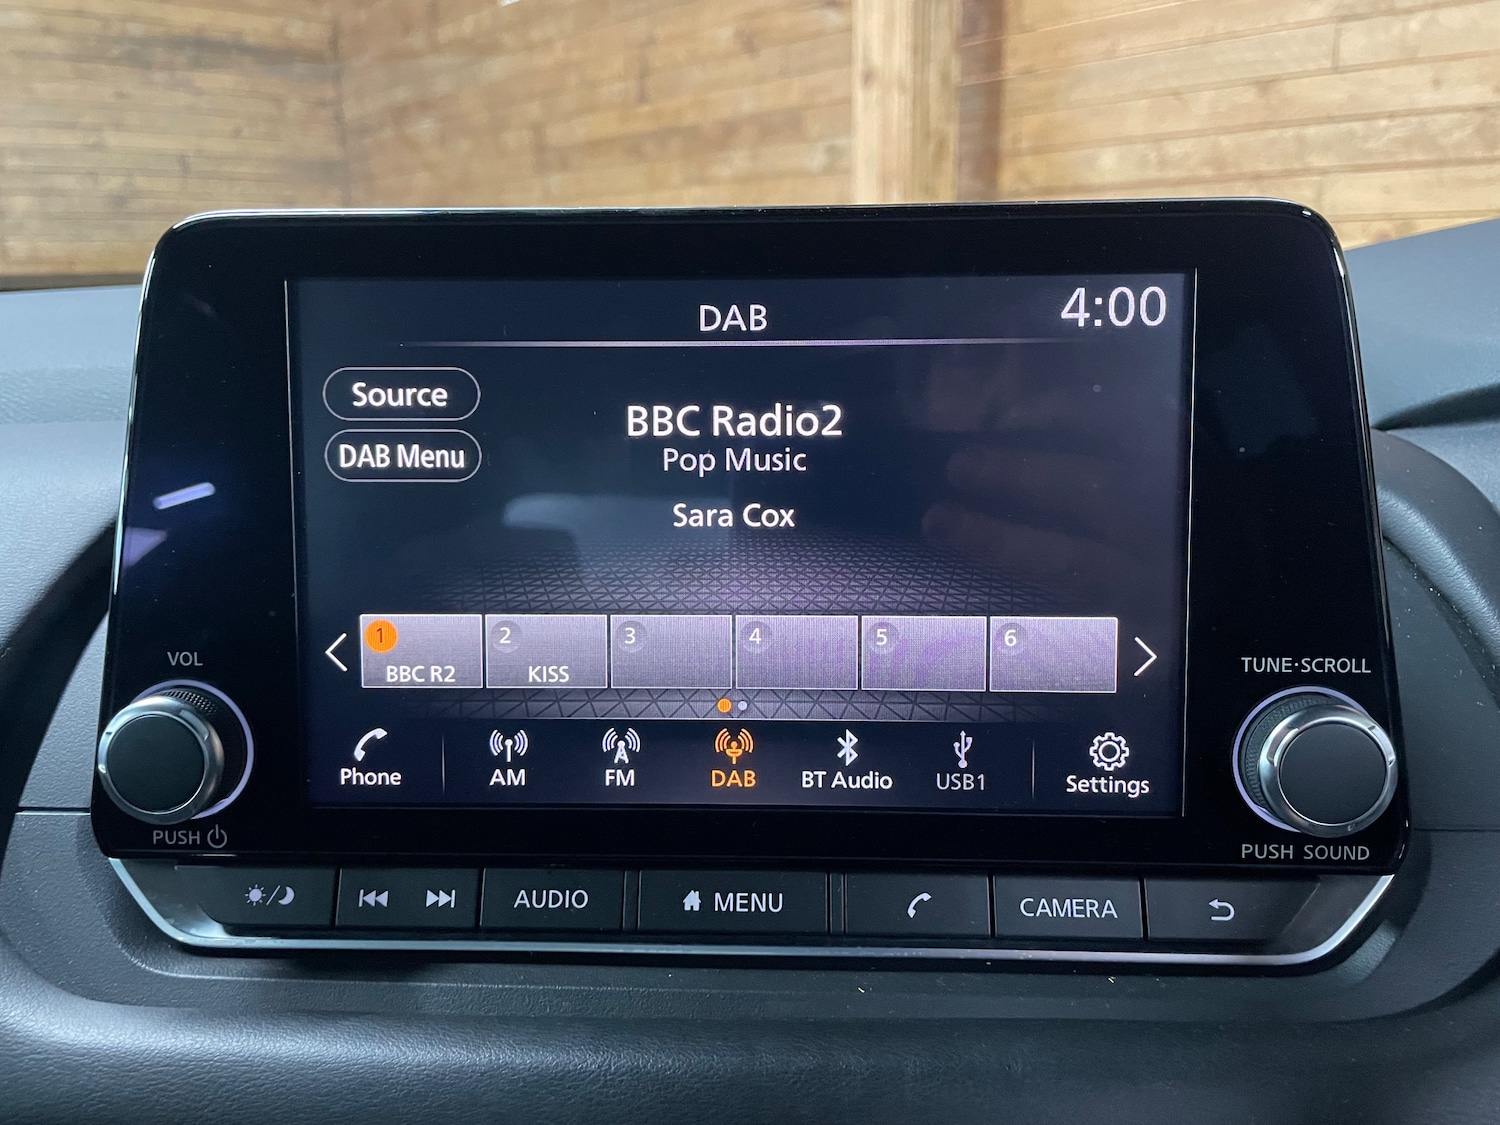 DAB
4:00
Source
DAB Menu
BBC Radio2
Pop Music
Sara Cox
1 BBC R2
2 KISS
3
4
5
6
VOL
PUSH
TUNE·SCROLL
PUSH SOUND
Phone
AM
FM
DAB
BT Audio
USB1
Settings
AUDIO
MENU
CAMERA